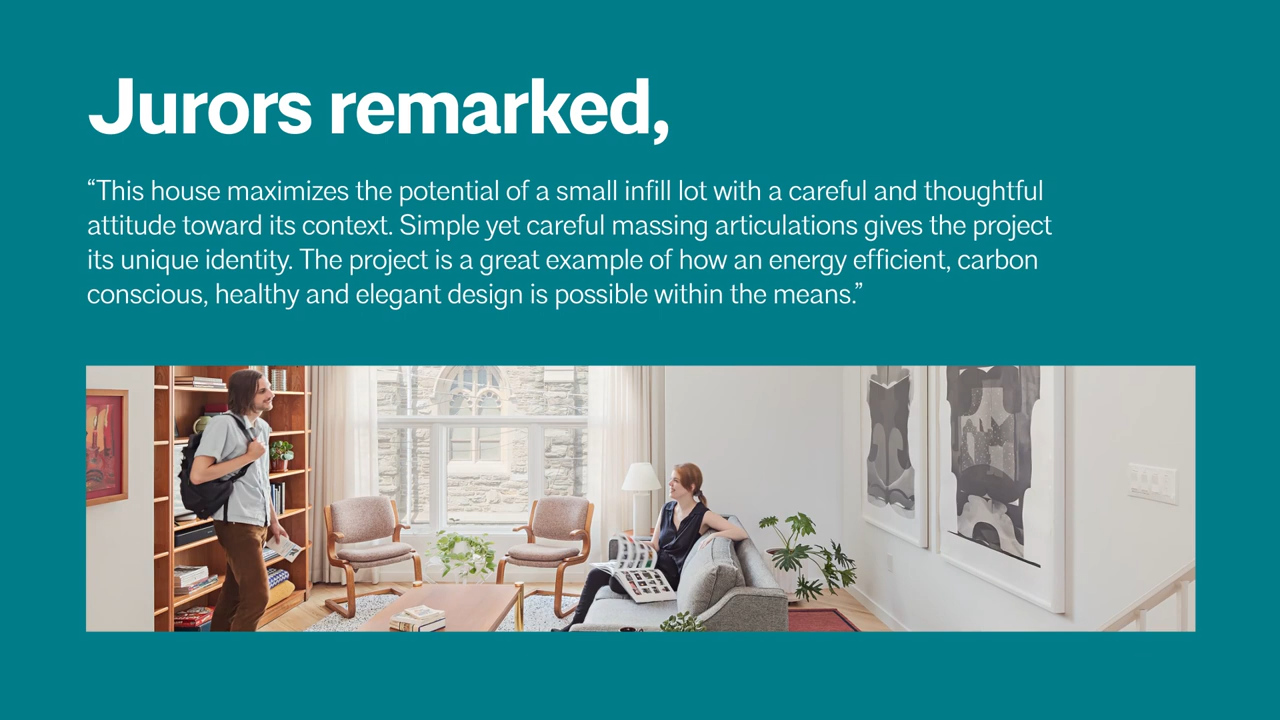 Jurors remarked,
“This house maximizes the potential of a small infill lot with a careful and thoughtful
attitude toward its context. Simple yet careful massing articulations gives the project
its unique identity. The project is a great example of how an energy efficient, carbon
conscious, healthy and elegant design is possible within the means.”